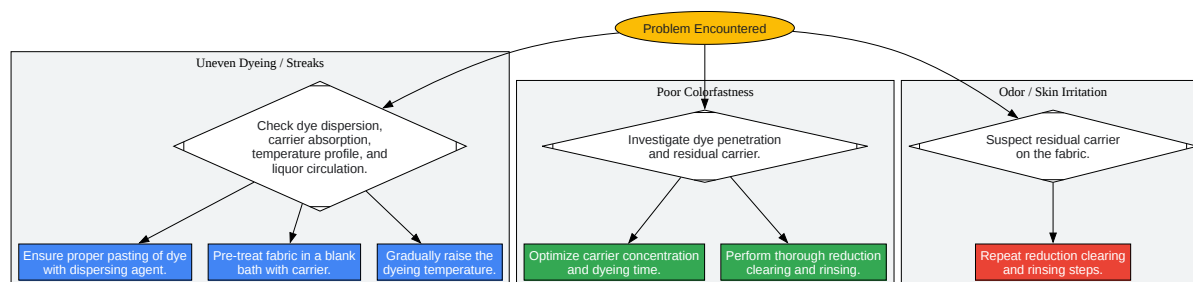 Problem Encountered
Uneven Dyeing / Streaks
Check dye dispersion,
carrier absorption,
temperature profile, and
liquor circulation.
Ensure proper pasting of dye
with dispersing agent.
Pre-treat fabric in a blank
bath with carrier.
Gradually raise the
dyeing temperature.
Poor Colorfastness
Investigate dye penetration
and residual carrier.
Optimize carrier concentration
and dyeing time.
Perform thorough reduction
clearing and rinsing.
Odor / Skin Irritation
Suspect residual carrier
on the fabric.
Repeat reduction clearing
and rinsing steps.